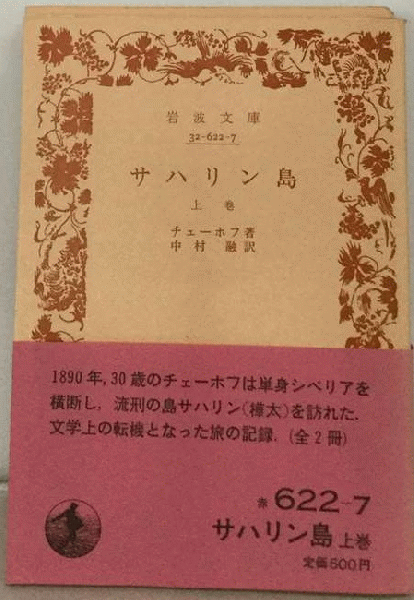 岩波文庫
32-622-7
サハリン島
上巻
チェーホフ著
中村融訳
1890年,30歳のチェーホフは単身シベリアを
横断し,流刑の島サハリン(樺太)を訪れた.
文学上の転機となった旅の記録.(全2冊)
赤 622-7
サハリン島 上巻
定価500円